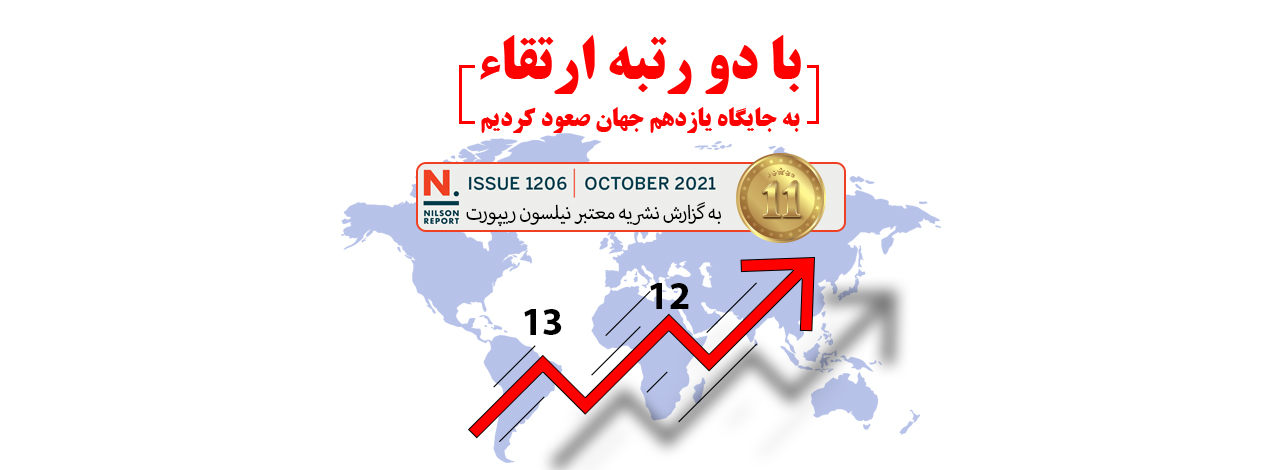 با دو رتبه ارتقاء
به جایگاه یازدهم جهان صعود کردیم
N.
NILSON
REPORT
ISSUE 1206 | OCTOBER 2021
به گزارش نشریه معتبر نیلسون ریپورت
11
12
13